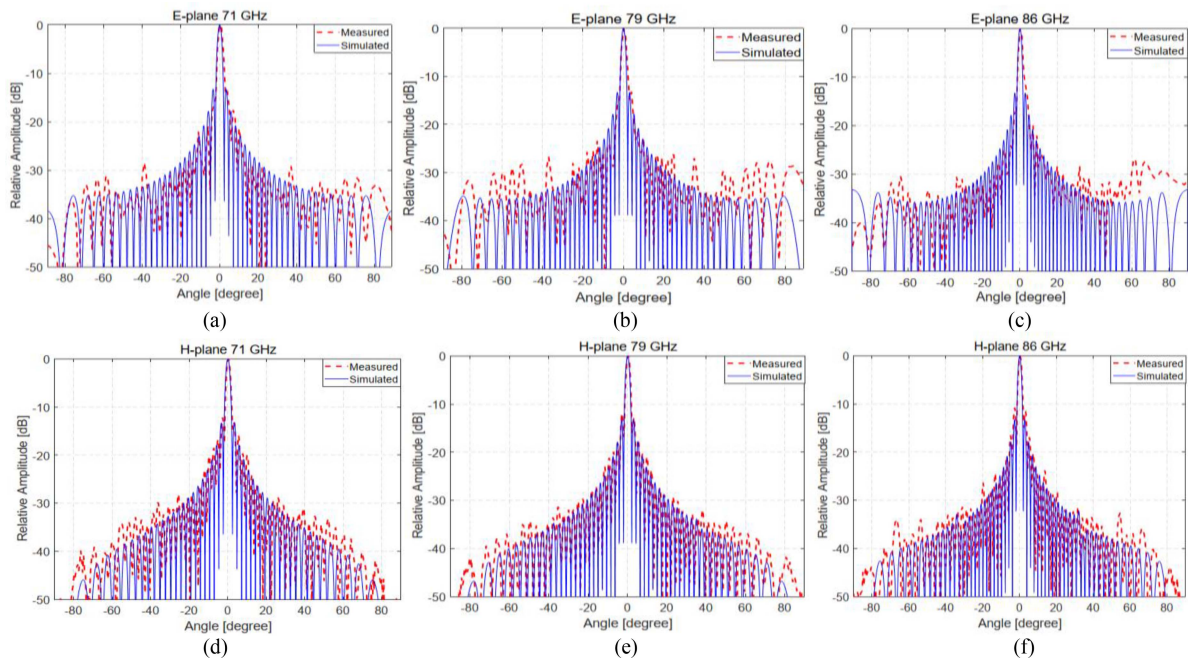 E-plane 71 GHz
Measured
Simulated
Relative Amplitude [dB]
0
-10
-20
-30
-40
-50
-80 -60 -40 -20 0 20 40 60 80
Angle [degree]
(a)
E-plane 79 GHz
Measured
Simulated
Relative Amplitude [dB]
0
-10
-20
-30
-40
-50
-80 -60 -40 -20 0 20 40 60 80
Angle [degree]
(b)
E-plane 86 GHz
Measured
Simulated
Relative Amplitude [dB]
0
-10
-20
-30
-40
-50
-80 -60 -40 -20 0 20 40 60 80
Angle [degree]
(c)
H-plane 71 GHz
Measured
Simulated
Relative Amplitude [dB]
0
-10
-20
-30
-40
-50
-80 -60 -40 -20 0 20 40 60 80
Angle [degree]
(d)
H-plane 79 GHz
Measured
Simulated
Relative Amplitude [dB]
0
-10
-20
-30
-40
-50
-80 -60 -40 -20 0 20 40 60 80
Angle [degree]
(e)
H-plane 86 GHz
Measured
Simulated
Relative Amplitude [dB]
0
-10
-20
-30
-40
-50
-80 -60 -40 -20 0 20 40 60 80
Angle [degree]
(f)